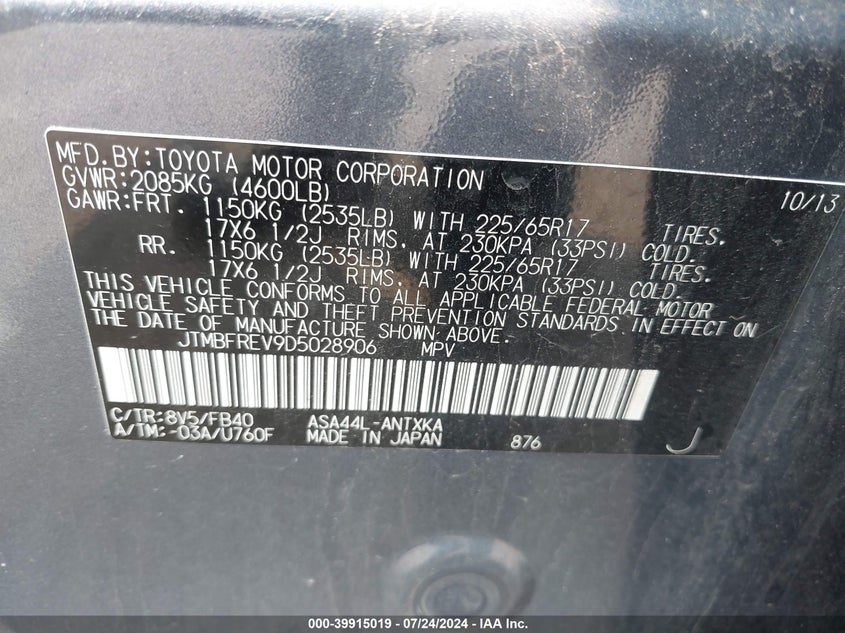 MFD.BY:TOYOTA MOTOR CORPORATION 10/13
GVWR:2085KG (4600LB)
GAWR:FRT. 1150KG (2535LB) WITH 225/65R17 TIRES.
17X6 1/2J RIMS, AT 230KPA (33PSI) COLD.
RR. 1150KG (2535LB) WITH 225/65R17 TIRES.
17X6 1/2J RIMS, AT 230KPA (33PSI) COLD.
THIS VEHICLE CONFORMS TO ALL APPLICABLE FEDERAL MOTOR
VEHICLE SAFETY AND THEFT PREVENTION STANDARDS IN EFFECT ON
THE DATE OF MANUFACTURE SHOWN ABOVE.
JTMBFREV9D5028906 MPV
C/TR:8V5/FB40 ASA44L-ANTXKA
A/TM:-03A/U760F MADE IN JAPAN 876 J
000-39915019 / 07/24/2024 - IAA Inc.